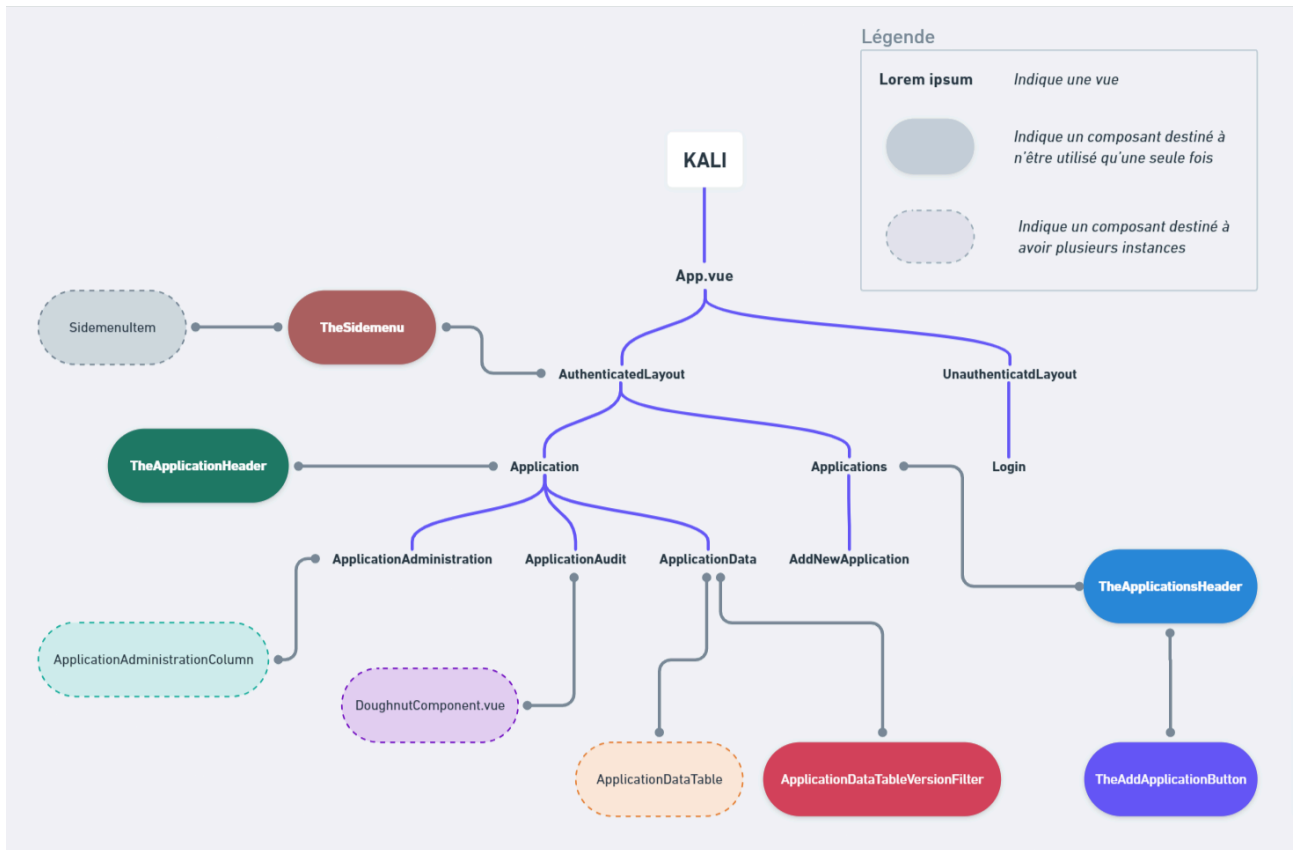 Légende
Lorem ipsum
Indique une vue
Indique un composant destiné à
n'être utilisé qu'une seule fois
Indique un composant destiné à
avoir plusieurs instances
KALI
App.vue
SidemenuItem
TheSidemenu
AuthenticatedLayout
UnauthenticatdLayout
TheApplicationHeader
Application
Applications
Login
ApplicationAdministration
ApplicationAudit
ApplicationData
AddNewApplication
TheApplicationsHeader
ApplicationAdministrationColumn
DoughnutComponent.vue
ApplicationDataTable
ApplicationDataTableVersionFilter
TheAddApplicationButton